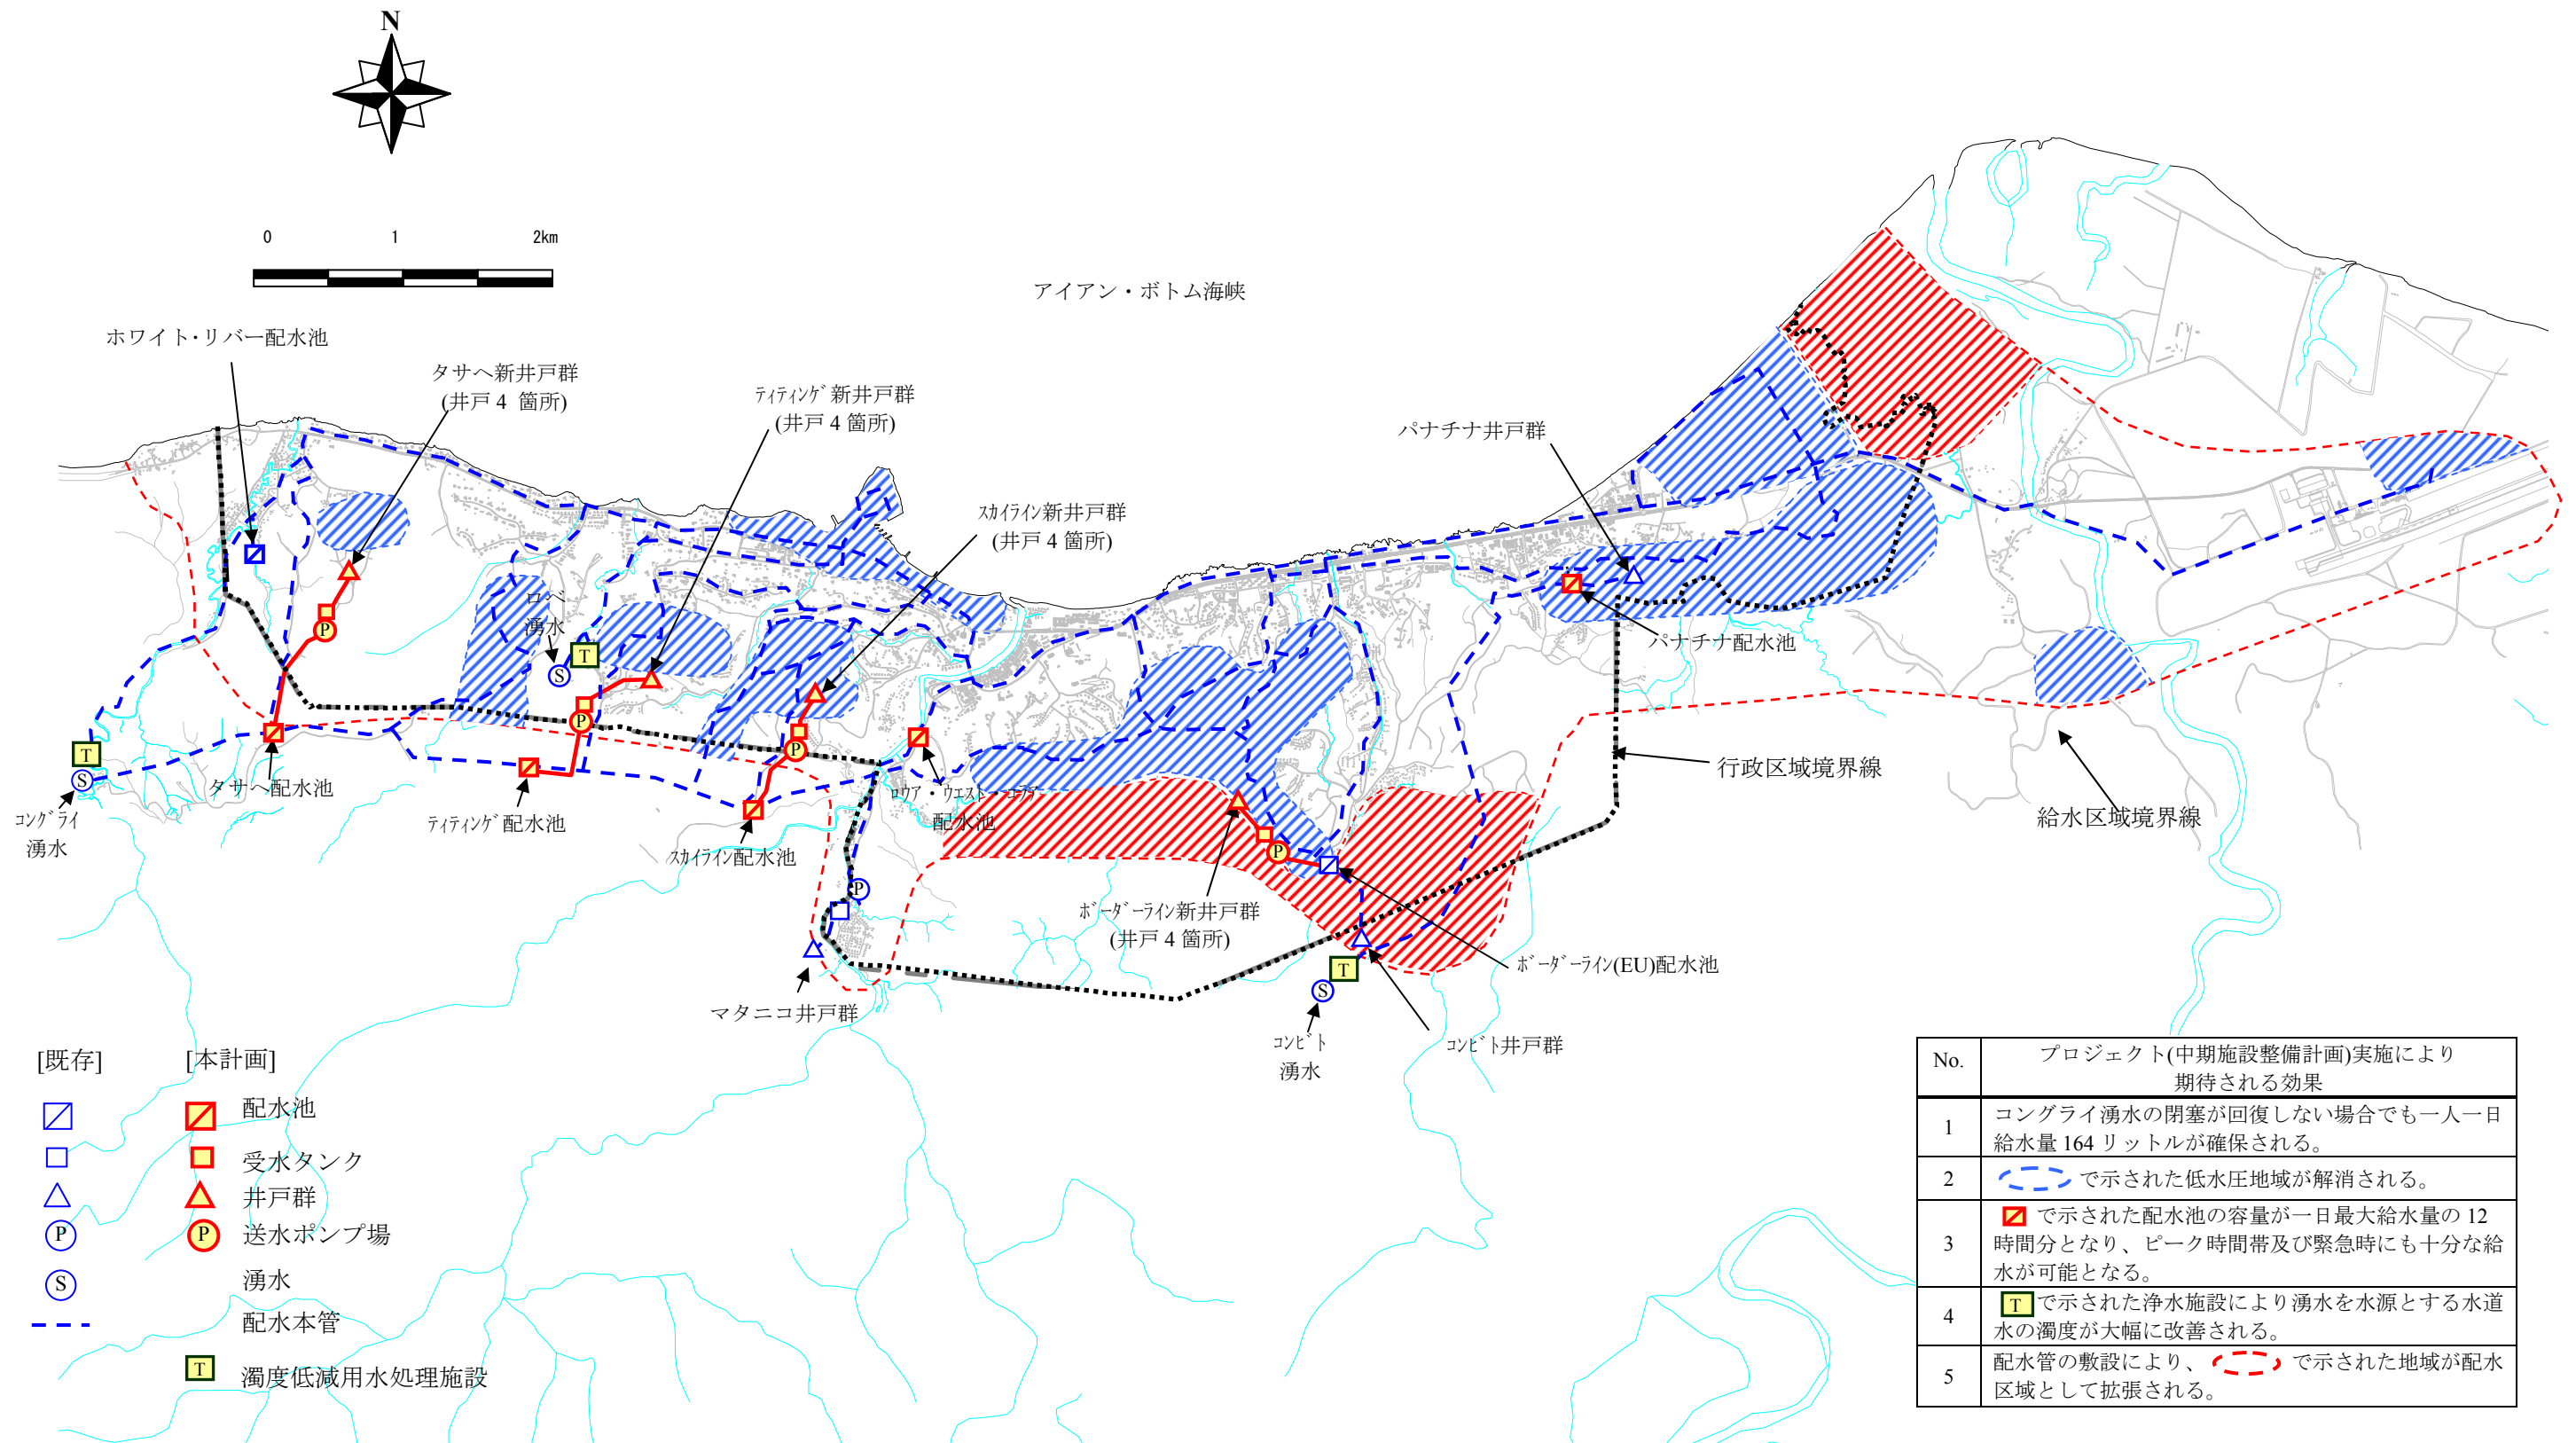 N
0 1 2km
アイアン・ボトム海峡
ホワイト・リバー配水池
タサヘ新井戸群
(井戸 4 箇所)
ティティンゲ新井戸群
(井戸 4 箇所)
スカイライン新井戸群
(井戸 4 箇所)
パナチナ井戸群
ロベ
湧水
T
S
P
P
パナチナ配水池
行政区域境界線
給水区域境界線
T
S
P
コングライ
湧水
タサヘ配水池
ティティンゲ配水池
スカイライン配水池
ロウア・ウエスト・コラア
配水池
P
P
ボーダーライン新井戸群
(井戸 4 箇所)
ボーダーライン(EU)配水池
T
S
マタニコ井戸群
コンビト
湧水
コンビト井戸群
[既存] [本計画]
配水池
受水タンク
井戸群
P P 送水ポンプ場
S 湧水
配水本管
T 濁度低減用水処理施設
No. プロジェクト(中期施設整備計画)実施により
期待される効果
1 コングライ湧水の閉塞が回復しない場合でも一人一日
給水量 164 リットルが確保される。
2 で示された低水圧地域が解消される。
3 で示された配水池の容量が一日最大給水量の 12
時間分となり、ピーク時間帯及び緊急時にも十分な給
水が可能となる。
4 T で示された浄水施設により湧水を水源とする水道
水の濁度が大幅に改善される。
5 配水管の敷設により、 で示された地域が配水
区域として拡張される。